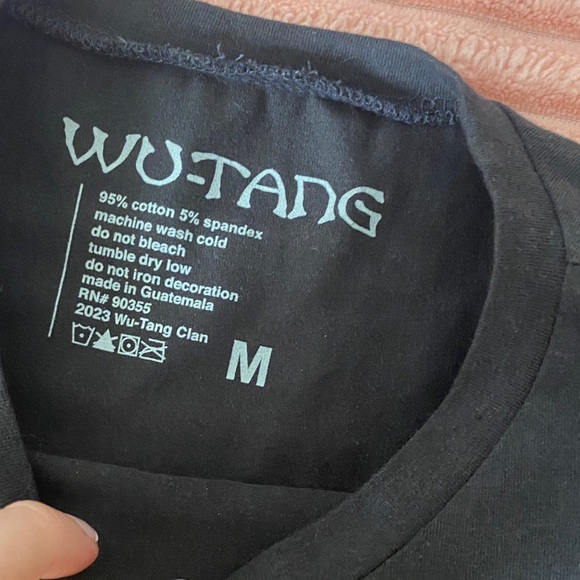 WU-TANG
95% cotton 5% spandex
machine wash cold
do not bleach
tumble dry low
do not iron decoration
made in Guatemala
RN# 90355
2023 Wu-Tang Clan
M